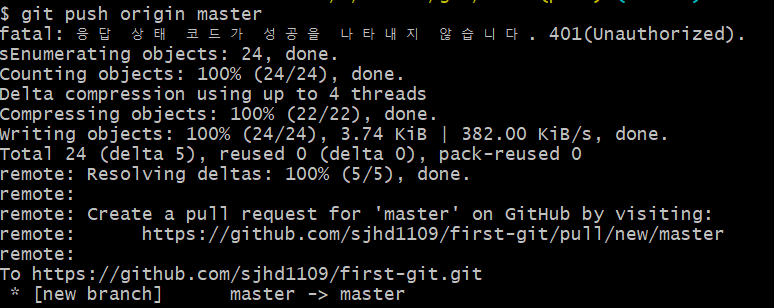 $ git push origin master
fatal: 응답 상태 코드가 성공을 나타내지 않습니다. 401(Unauthorized).
sEnumerating objects: 24, done.
Counting objects: 100% (24/24), done.
Delta compression using up to 4 threads
Compressing objects: 100% (22/22), done.
Writing objects: 100% (24/24), 3.74 KiB | 382.00 KiB/s, done.
Total 24 (delta 5), reused 0 (delta 0), pack-reused 0
remote: Resolving deltas: 100% (5/5), done.
remote:
remote: Create a pull request for 'master' on GitHub by visiting:
remote:      https://github.com/sjhd1109/first-git/pull/new/master
remote:
To https://github.com/sjhd1109/first-git.git
 * [new branch]      master -> master